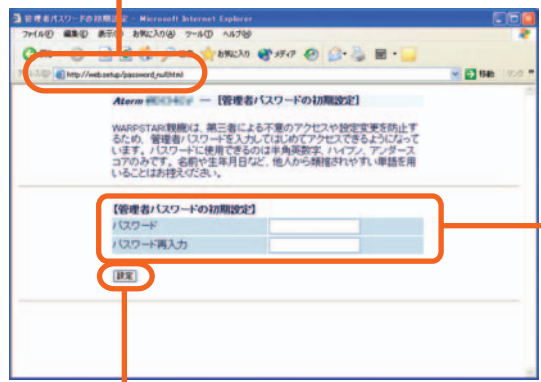 管理者パスワードの初期設定 - Microsoft Internet Explorer
ファイル(F) 編集(E) 表示(V) お気に入り(A) ツール(T) ヘルプ(H)
お気に入り メディア
http://web.setup/password_null.html 移動
Aterm — 【管理者パスワードの初期設定】
WARPSTAR(親機)は、第三者による不意のアクセスや設定変更を防止す
るため、管理者パスワードを入力してはじめてアクセスできるようになって
います。パスワードに使用できるのは半角英数字、ハイフン、アンダース
コアのみです。名前や生年月日など、他人から類推されやすい単語を用
いることはお控えください。
【管理者パスワードの初期設定】
パスワード
パスワード再入力
設定